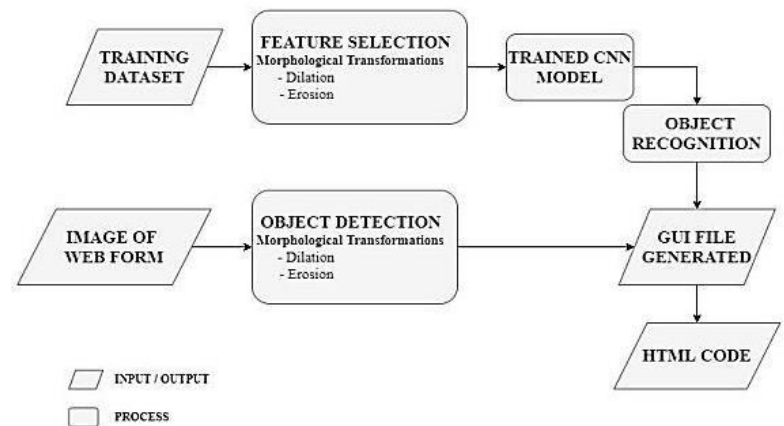 TRAINING
DATASET
FEATURE SELECTION
Morphological Transformations
- Dilation
- Erosion
TRAINED CNN
MODEL
OBJECT
RECOGNITION
IMAGE OF
WEB FORM
OBJECT DETECTION
Morphological Transformations
- Dilation
- Erosion
GUI FILE
GENERATED
HTML CODE
INPUT / OUTPUT
PROCESS